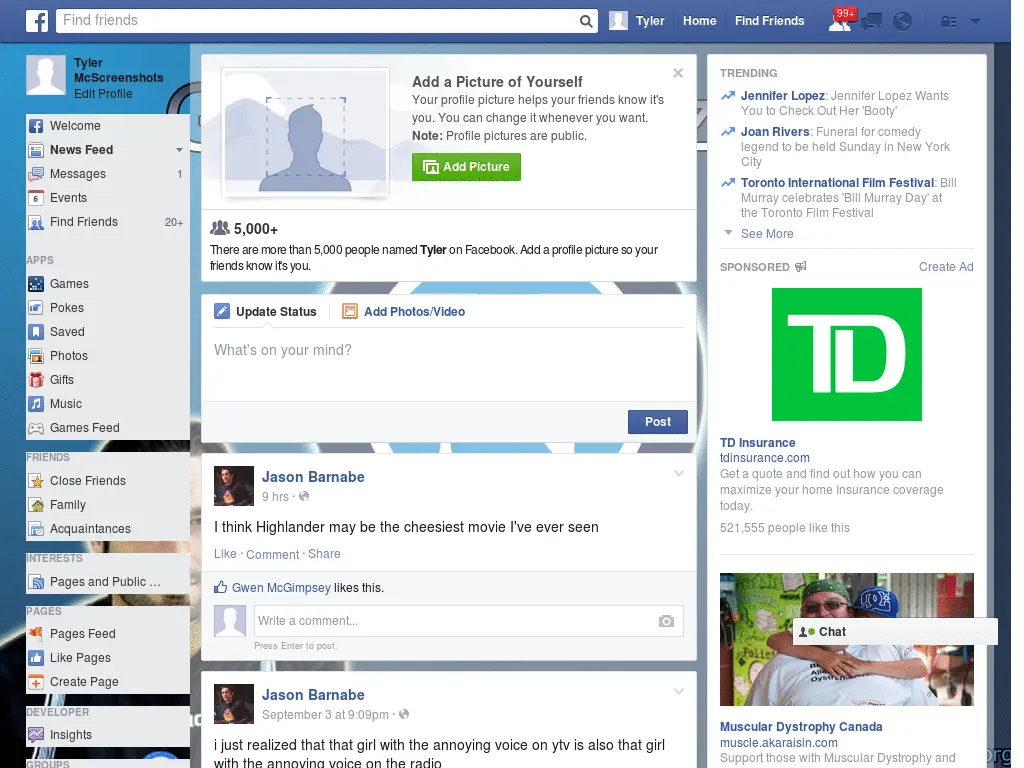 Find friends
Tyler
Home
Find Friends
99+
Tyler
McScreenshots
Edit Profile
Welcome
News Feed
Messages 1
Events
Find Friends 20+
APPS
Games
Pokes
Saved
Photos
Gifts
Music
Games Feed
FRIENDS
Close Friends
Family
Acquaintances
INTERESTS
Pages and Public ...
PAGES
Pages Feed
Like Pages
Create Page
DEVELOPER
Insights
GROUPS
Add a Picture of Yourself
Your profile picture helps your friends know it's
you. You can change it whenever you want.
Note: Profile pictures are public.
Add Picture
5,000+
There are more than 5,000 people named Tyler on Facebook. Add a profile picture so your
friends know it's you.
Update Status
Add Photos/Video
What's on your mind?
Post
Jason Barnabe
9 hrs ·
I think Highlander may be the cheesiest movie I've ever seen
Like · Comment · Share
Gwen McGimpsey likes this.
Write a comment...
Press Enter to post.
Jason Barnabe
September 3 at 9:09pm ·
i just realized that that girl with the annoying voice on ytv is also that girl
with the annoying voice on the radio
TRENDING
Jennifer Lopez: Jennifer Lopez Wants
You to Check Out Her 'Booty'
Joan Rivers: Funeral for comedy
legend to be held Sunday in New York
City
Toronto International Film Festival: Bill
Murray celebrates 'Bill Murray Day' at
the Toronto Film Festival
See More
SPONSORED
Create Ad
TD
TD Insurance
tdinsurance.com
Get a quote and find out how you can
maximize your home Insurance coverage
today.
521,555 people like this
Chat
Muscular Dystrophy Canada
muscle.akaraisin.com
Support those with Muscular Dystrophy and
org